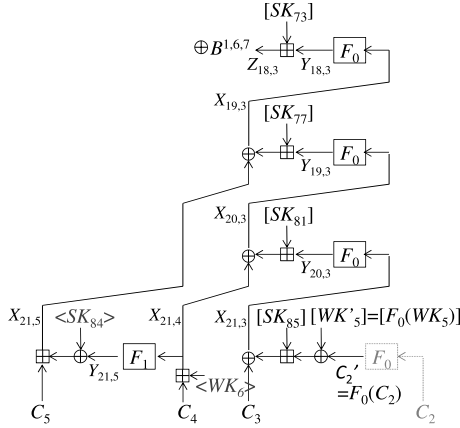 [SK73]
⊕B^1,6,7
F0
Z18,3
Y18,3
X19,3
[SK77]
F0
Y19,3
X20,3
[SK81]
F0
Y20,3
X21,5
<SK84>
X21,4
X21,3
[SK85]
[WK'5]=[F0(WK5)]
F1
F0
Y21,5
<WK6>
C2'
=F0(C2)
C5
C4
C3
C2